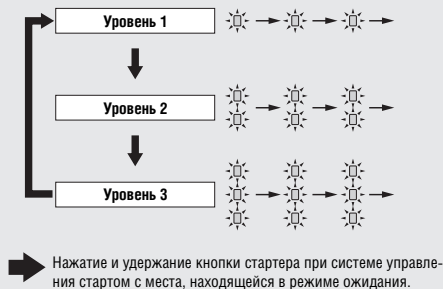 Уровень 1
Уровень 2
Уровень 3
Нажатие и удержание кнопки стартера при системе управле-
ния стартом с места, находящейся в режиме ожидания.